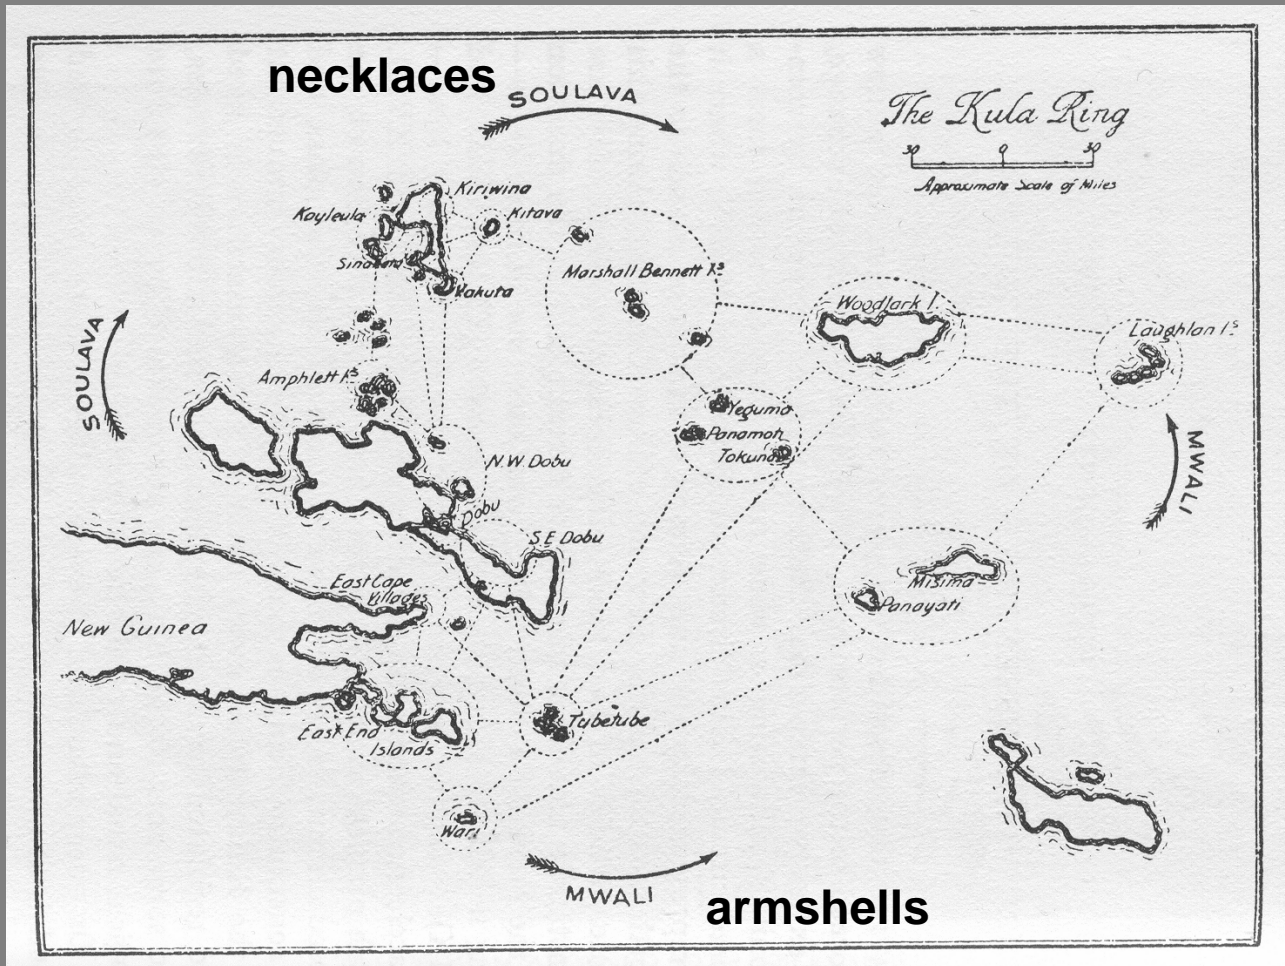 necklaces
SOULAVA
The Kula Ring
30 0 30
Approximate Scale of Miles
Kiriwina
Kayleula
Kitava
Sinaketa
Vakuta
Marshall Bennett Is
Woodlark I.
Laughlan Is
SOULAVA
Amphlett Is
Yeguma
Panamoti
Tokuna
MWALI
N.W. Dobu
Dobu
S.E Dobu
East Cape
Villages
Misima
Panayati
New Guinea
East End
Islands
Tubetube
Wari
MWALI
armshells